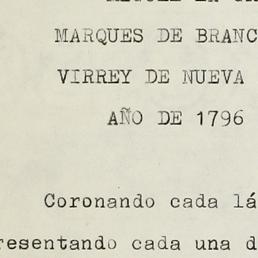 MARQUES DE BRANC
VIRREY DE NUEVA
AÑO DE 1796
Coronando cada lá
resentando cada una d